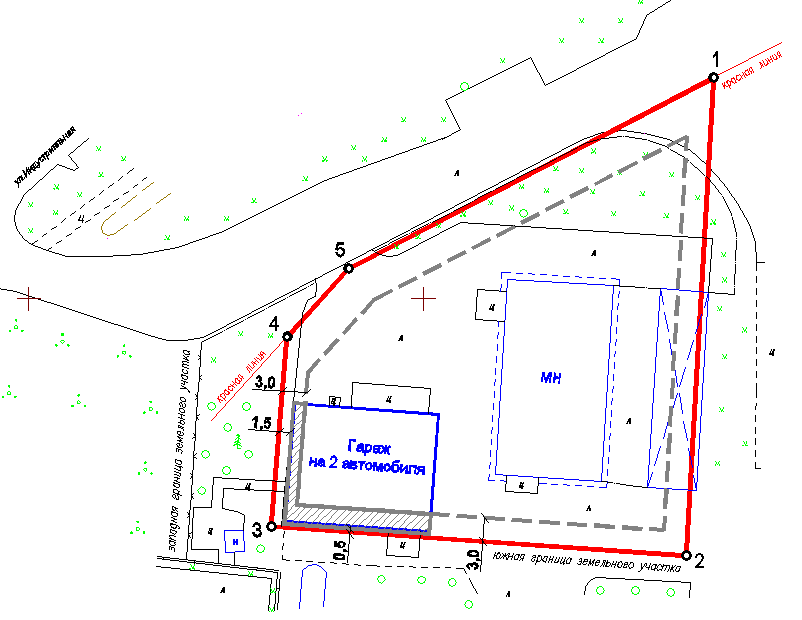 1
красная линия
ул.Индустриальная
Ц
А
5
А
4
Ц
А
Ц
красная линия
3,0
Ц
Ц
МН
1,5
Гараж
на 2 автомобиля
А
западная граница земельного участка
Ц
Ц
Ц
А
3
Н
0,5
Ц
3,0
2
южная граница земельного участка
А
А